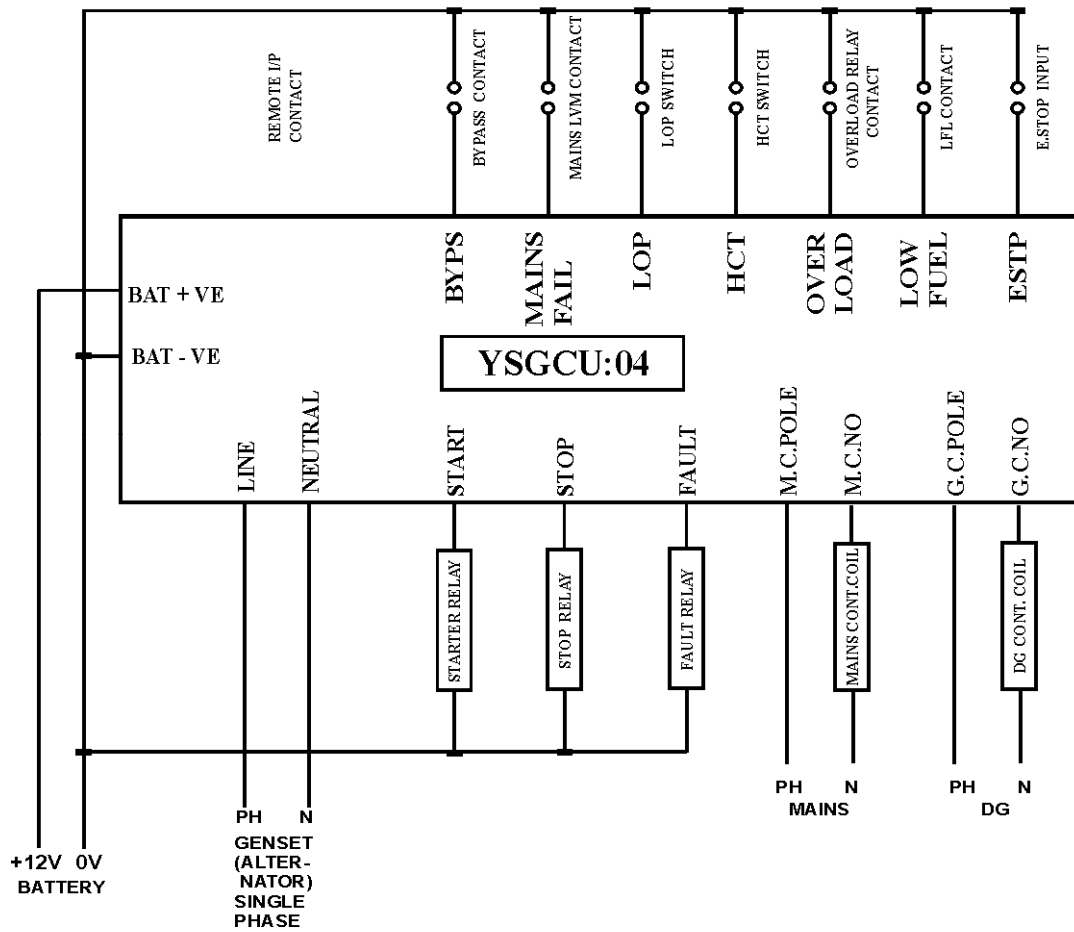 REMOTE I/P
CONTACT
BYPASS CONTACT
MAINS LVM CONTACT
LOP SWITCH
HCT SWITCH
OVERLOAD RELAY
CONTACT
LFL CONTACT
E.STOP INPUT
BYPS
MAINS
FAIL
LOP
HCT
OVER
LOAD
LOW
FUEL
ESTP
BAT + VE
BAT - VE
YSGCU:04
LINE
NEUTRAL
START
STOP
FAULT
M.C.POLE
M.C.NO
G.C.POLE
G.C.NO
STARTER RELAY
STOP RELAY
FAULT RELAY
MAINS CONT.COIL
DG CONT. COIL
PH N
MAINS
PH N
DG
PH N
GENSET
(ALTER-
NATOR)
SINGLE
PHASE
+12V 0V
BATTERY